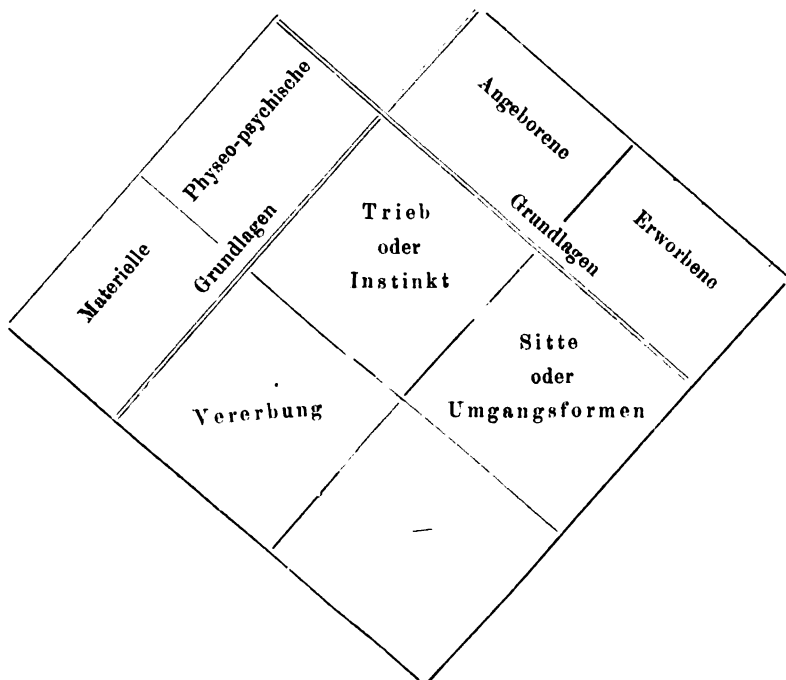 Physeo-psychische
Materielle
Grundlagen
Angeborene
Erworbene
Grundlagen
Trieb
oder
Instinkt
Sitte
oder
Umgangsformen
Vererbung
—